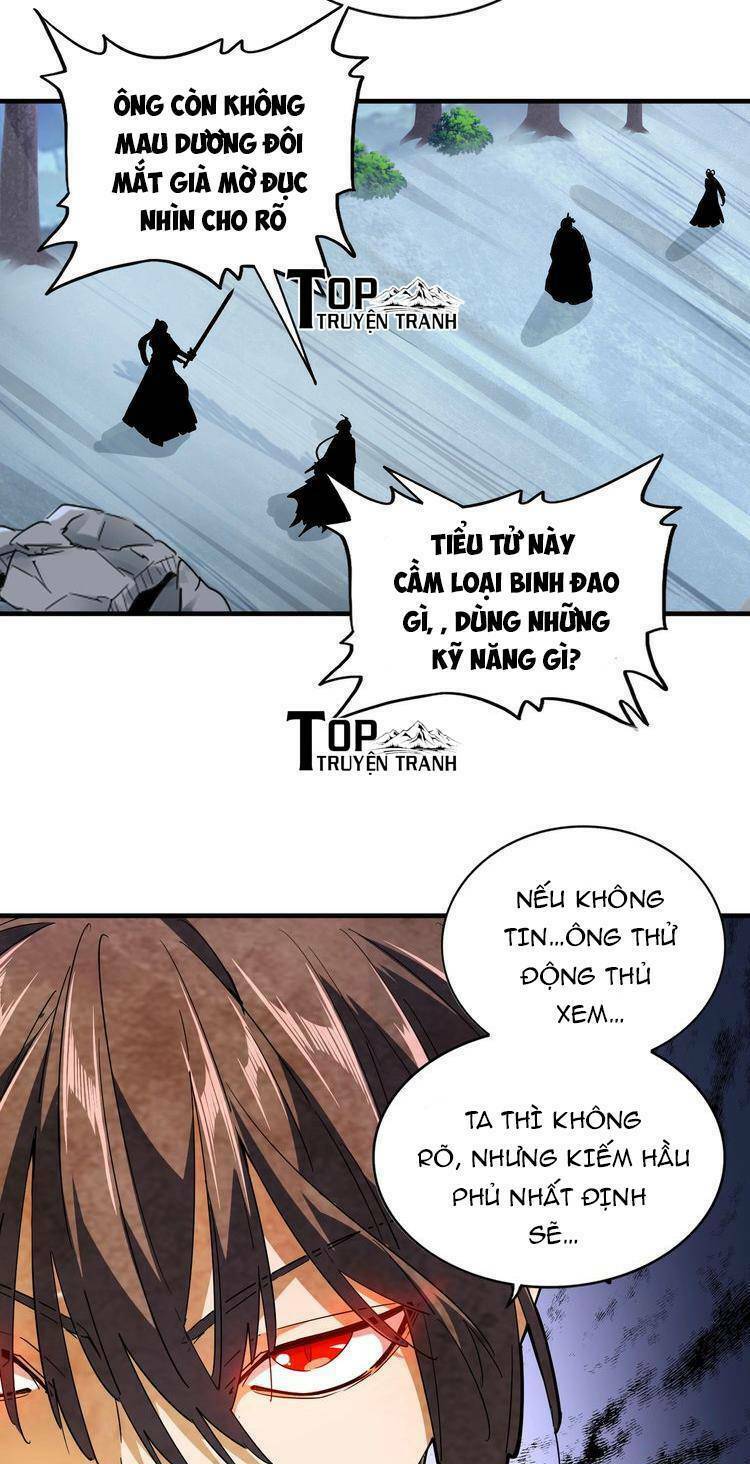 ÔNG CÒN KHÔNG
MAU DƯƠNG ĐÔI
MẮT GIÀ MỜ ĐỤC
NHÌN CHO RÕ
TOP
TRUYỆN TRANH
TIỂU TỬ NÀY
CẦM LOẠI BINH ĐAO
GÌ, , DÙNG NHỮNG
KỸ NĂNG GÌ?
TOP
TRUYỆN TRANH
NẾU KHÔNG
TIN...ÔNG THỬ
ĐỘNG THỦ
XEM...
TA THÌ KHÔNG
RÕ, NHƯNG KIẾM HẦU
PHỦ NHẤT ĐỊNH
SẼ...